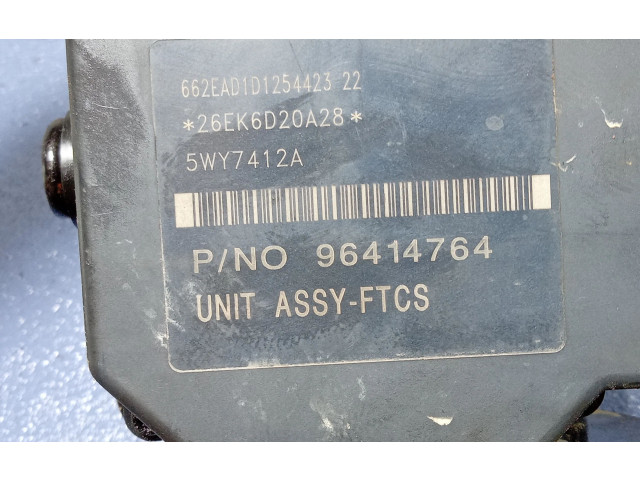 662EAD1D1254423 22
*26EK6D20A28*
5WY7412A
P/NO 96414764
UNIT ASSY-FTCS